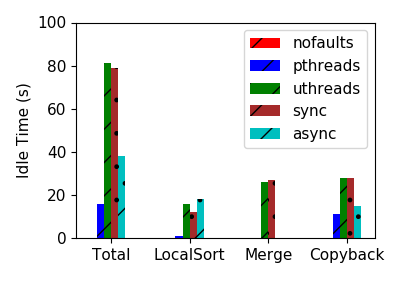 100
80
60
40
20
0
Idle Time (s)
nofaults
pthreads
uthreads
sync
async
Total LocalSort Merge Copyback